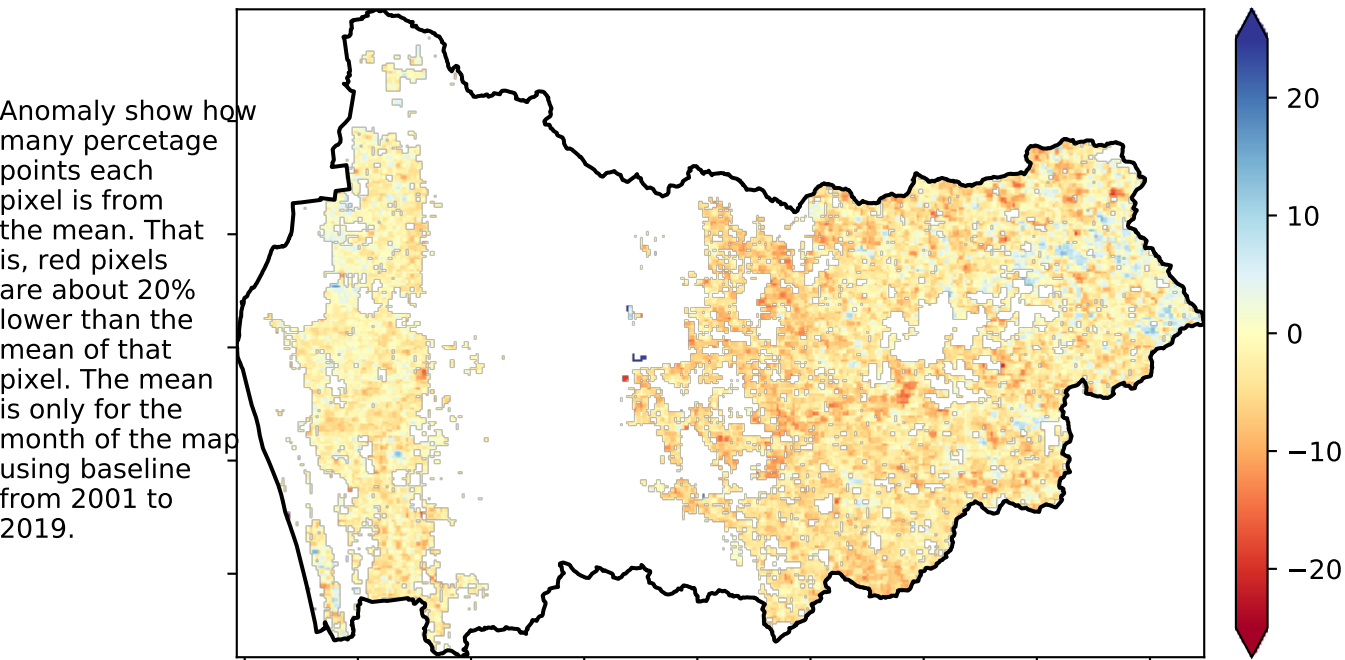 Anomaly show how
many percetage
points each
pixel is from
the mean. That
is, red pixels
are about 20%
lower than the
mean of that
pixel. The mean
is only for the
month of the map
using baseline
from 2001 to
2019.
20
10
0
−10
−20